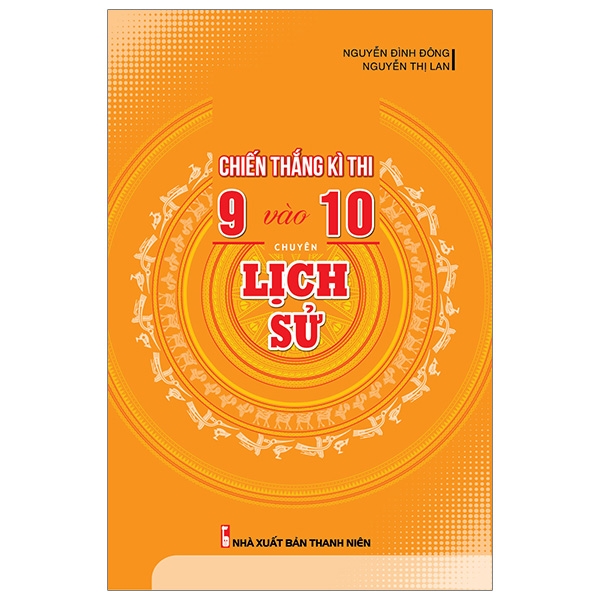 NGUYỄN ĐÌNH ĐÔNG
NGUYỄN THỊ LAN
CHIẾN THẮNG KÌ THI
9 vào 10
CHUYÊN
LỊCH
SỬ
NHÀ XUẤT BẢN THANH NIÊN